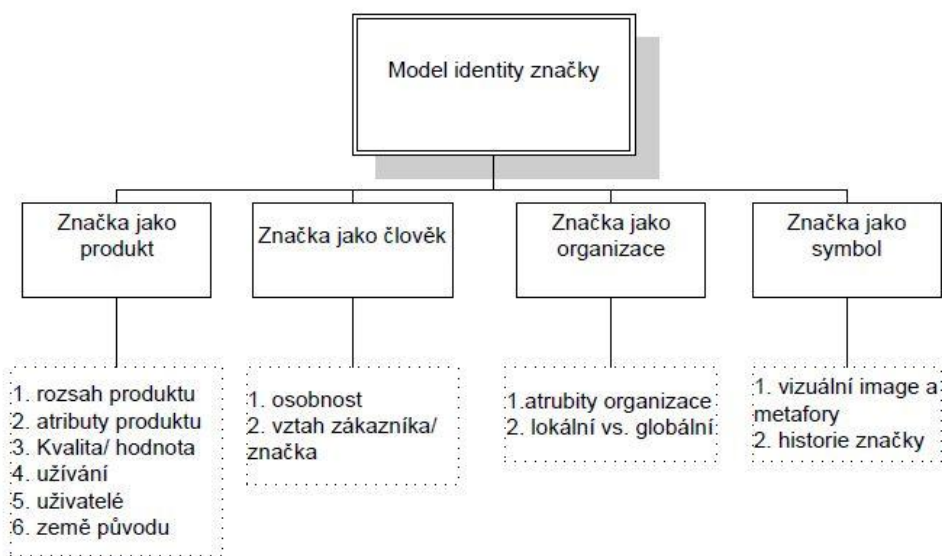 Model identity značky
Značka jako
produkt
Značka jako člověk
Značka jako
organizace
Značka jako
symbol
1. rozsah produktu
2. atributy produktu
3. Kvalita/ hodnota
4. užívání
5. uživatelé
6. země původu
1. osobnost
2. vztah zákazníka/
značka
1.atrubity organizace
2. lokální vs. globální
1. vizuální image a
metafory
2. historie značky